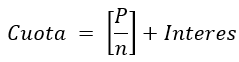 Cuota = [P/n] + Interes